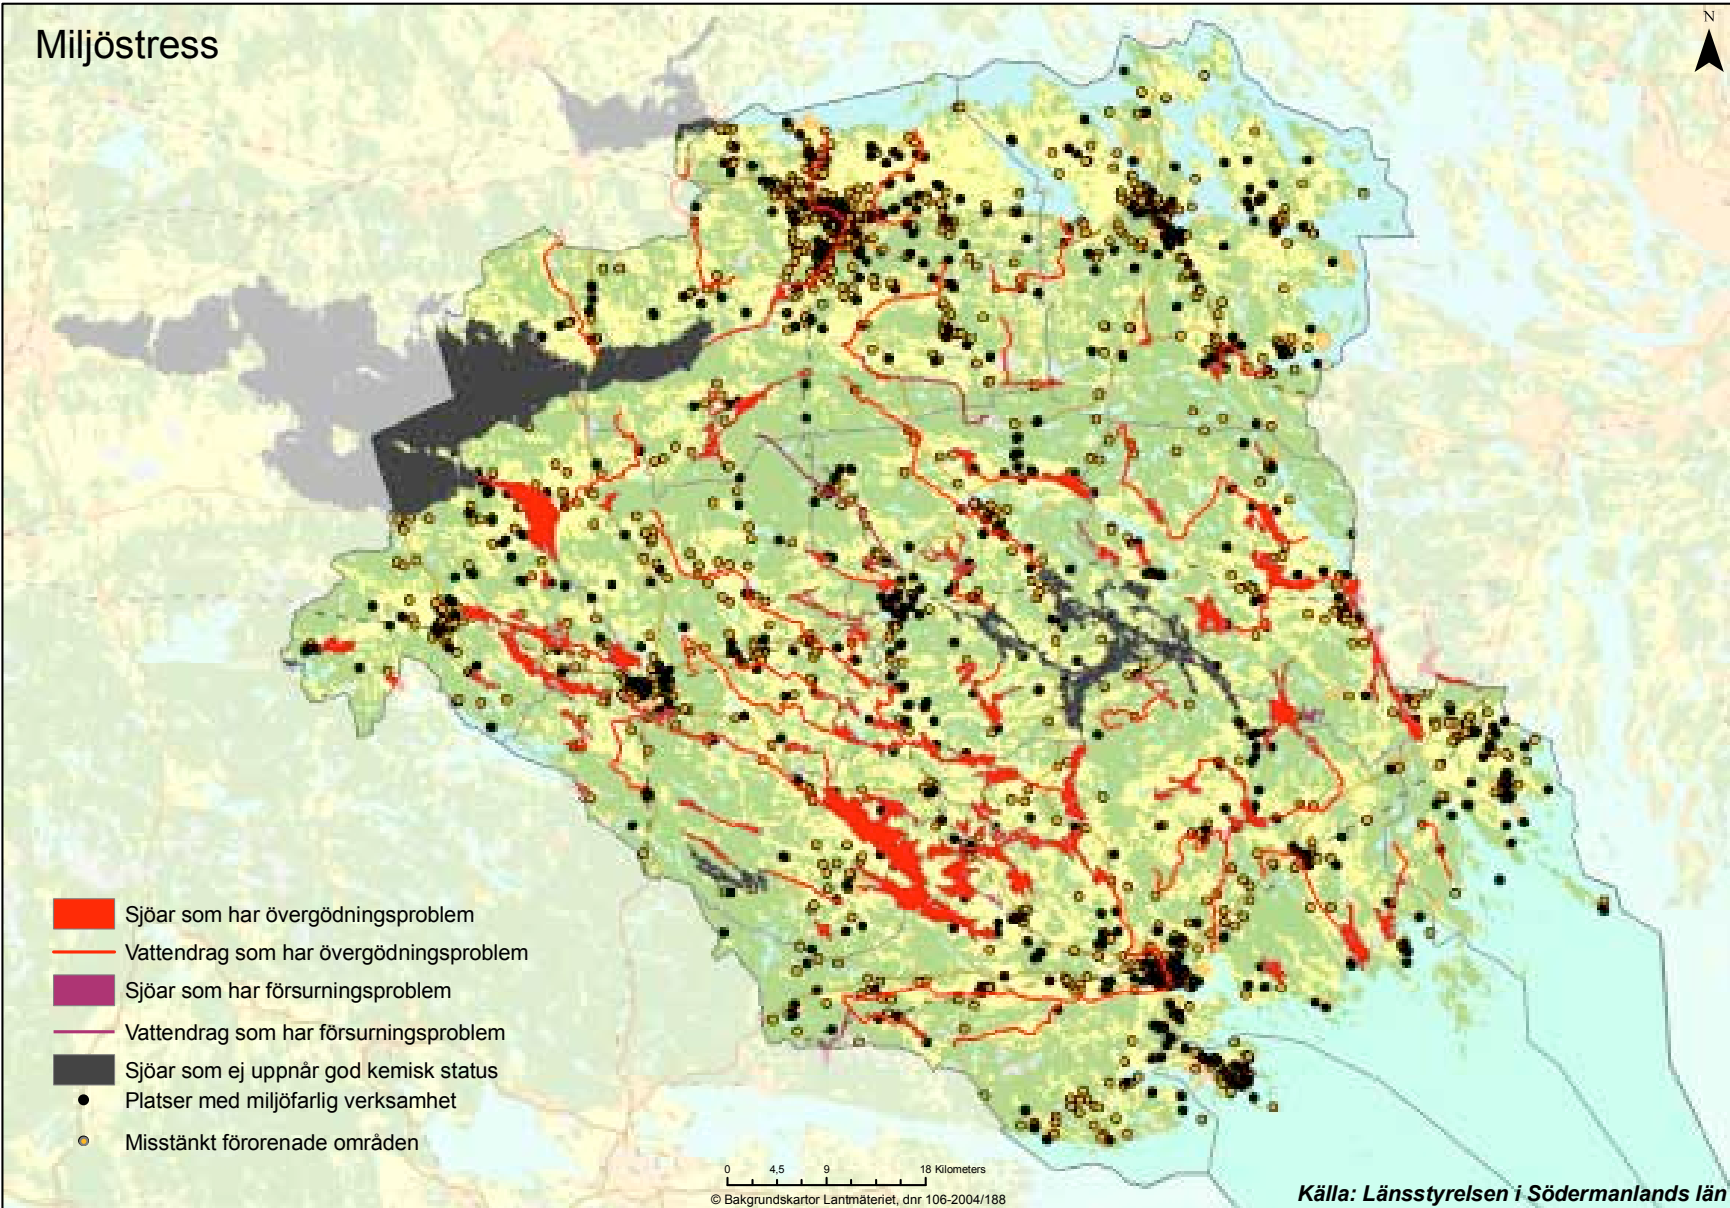 Miljöstress
N
Sjöar som har övergödningsproblem
Vattendrag som har övergödningsproblem
Sjöar som har försurningsproblem
Vattendrag som har försurningsproblem
Sjöar som ej uppnår god kemisk status
Platser med miljöfarlig verksamhet
Misstänkt förorenade områden
0 4,5 9 18 Kilometers
© Bakgrundskartor Lantmäteriet, dnr 106-2004/188
Källa: Länsstyrelsen i Södermanlands län